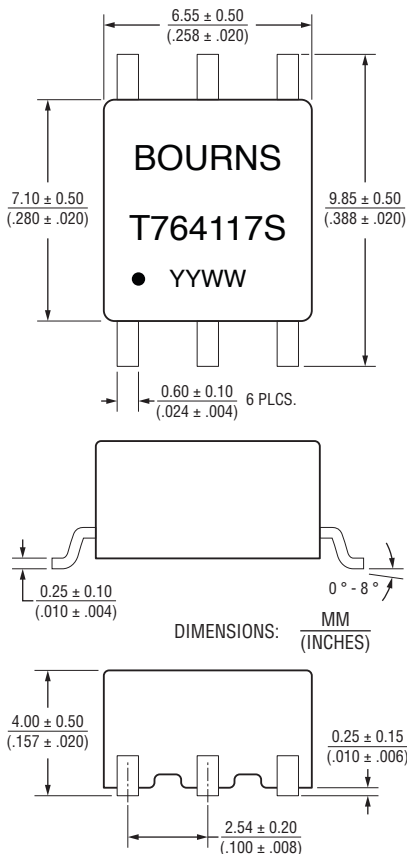 6.55 ± 0.50
(.258 ± .020)
BOURNS
7.10 ± 0.50
(.280 ± .020)
9.85 ± 0.50
(.388 ± .020)
T764117S
YYWW
0.60 ± 0.10
(.024 ± .004)
6 PLCS.
0.25 ± 0.10
(.010 ± .004)
0 ° - 8 °
DIMENSIONS:
MM
(INCHES)
4.00 ± 0.50
(.157 ± .020)
0.25 ± 0.15
(.010 ± .006)
2.54 ± 0.20
(.100 ± .008)